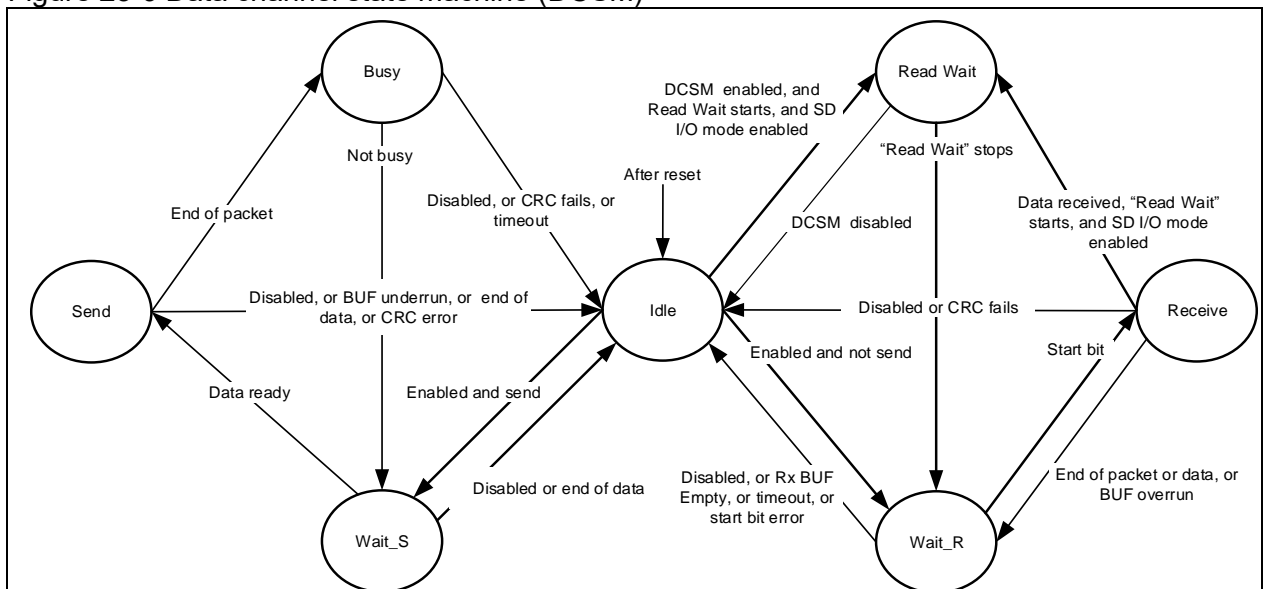 Figure Data channel state machine (DCSM)
Busy
Read Wait
DCSM enabled, and
Read Wait starts, and SD
I/O mode enabled
Not busy
“Read Wait” stops
After reset
End of packet
Disabled, or CRC fails, or
timeout
DCSM disabled
Data received, “Read Wait”
starts, and SD I/O mode
enabled
Send
Disabled, or BUF underrun, or end of
data, or CRC error
Idle
Disabled or CRC fails
Receive
Enabled and not send
Start bit
Data ready
Enabled and send
Disabled or end of data
Disabled, or Rx BUF
Empty, or timeout, or
start bit error
End of packet or data, or
BUF overrun
Wait_S
Wait_R